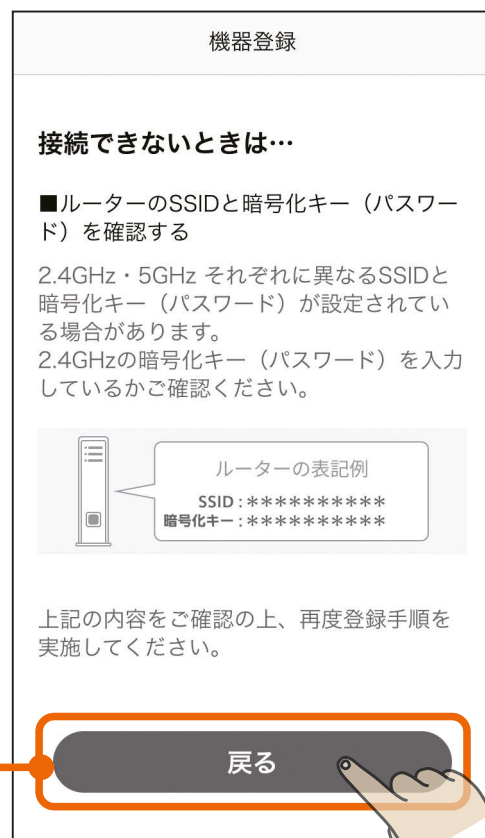 機器登録
接続できないときは…
■ルーターのSSIDと暗号化キー（パスワー
ド）を確認する
2.4GHz・5GHz それぞれに異なるSSIDと
暗号化キー（パスワード）が設定されてい
る場合があります。
2.4GHzの暗号化キー（パスワード）を入力
しているかご確認ください。
ルーターの表記例
SSID：**********
暗号化キー：**********
上記の内容をご確認の上、再度登録手順を
実施してください。
戻る